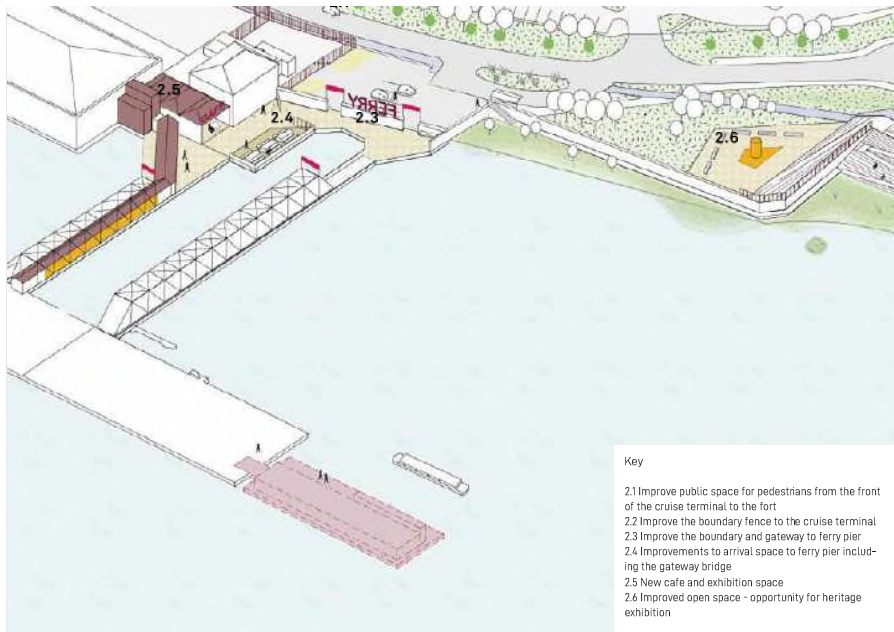 2.5
CAFE
2.4
FERRY
2.3
2.6
Key
2.1 Improve public space for pedestrians from the front
of the cruise terminal to the fort
2.2 Improve the boundary fence to the cruise terminal
2.3 Improve the boundary and gateway to ferry pier
2.4 Improvements to arrival space to ferry pier includ-
ing the gateway bridge
2.5 New cafe and exhibition space
2.6 Improved open space - opportunity for heritage
exhibition